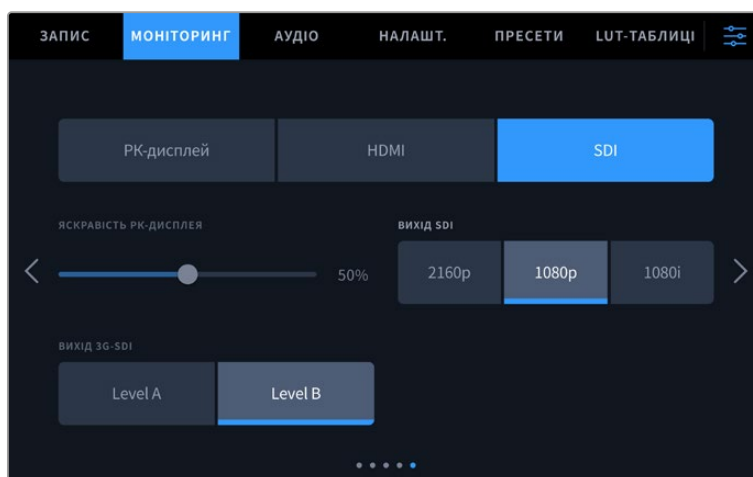 ЗАПИС МОНІТОРИНГ АУДІО НАЛАШТ. ПРЕСЕТИ LUT-ТАБЛИЦІ
РК-дисплей HDMI SDI
ЯСКРАВІСТЬ РК-ДИСПЛЕЯ ВИХІД SDI
50% 2160p 1080p 1080i
ВИХІД 3G-SDI
Level A Level B